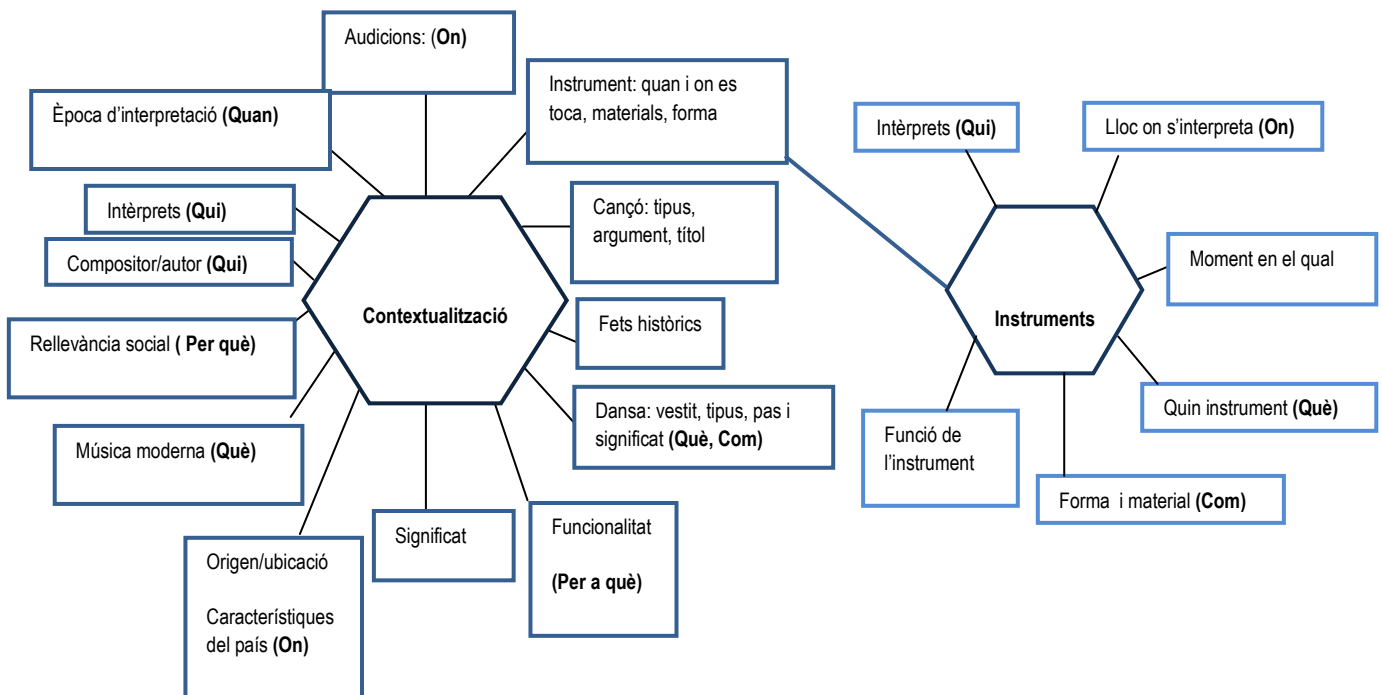 Audicions: (On)
Instrument: quan i on es
toca, materials, forma
Època d’interpretació (Quan)
Intèrprets (Qui)
Compositor/autor (Qui)
Rellevància social ( Per què)
Música moderna (Què)
Origen/ubicació
Característiques
del país (On)
Significat
Funcionalitat
(Per a què)
Dansa: vestit, tipus, pas i
significat (Què, Com)
Fets històrics
Cançó: tipus,
argument, títol
Contextualització
Intèrprets (Qui)
Lloc on s’interpreta (On)
Moment en el qual
Quin instrument (Què)
Forma  i material (Com)
Funció de
l’instrument
Instruments